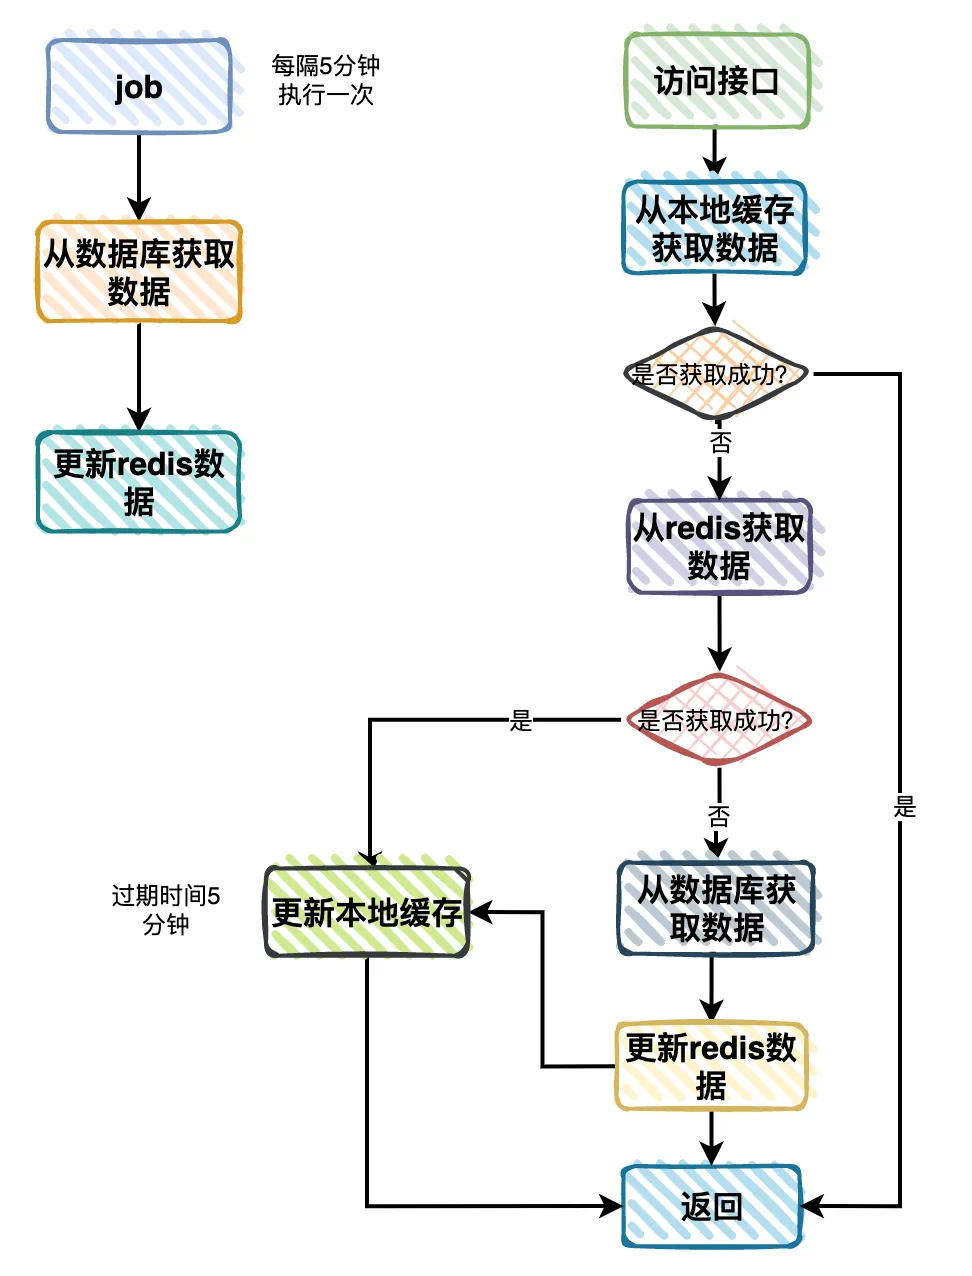 job
每隔5分钟
执行一次
从数据库获取
数据
更新redis数
据
访问接口
从本地缓存
获取数据
是否获取成功?
否
从redis获取
数据
是否获取成功?
是
否
是
过期时间5
分钟
更新本地缓存
从数据库获
取数据
更新redis数
据
返回